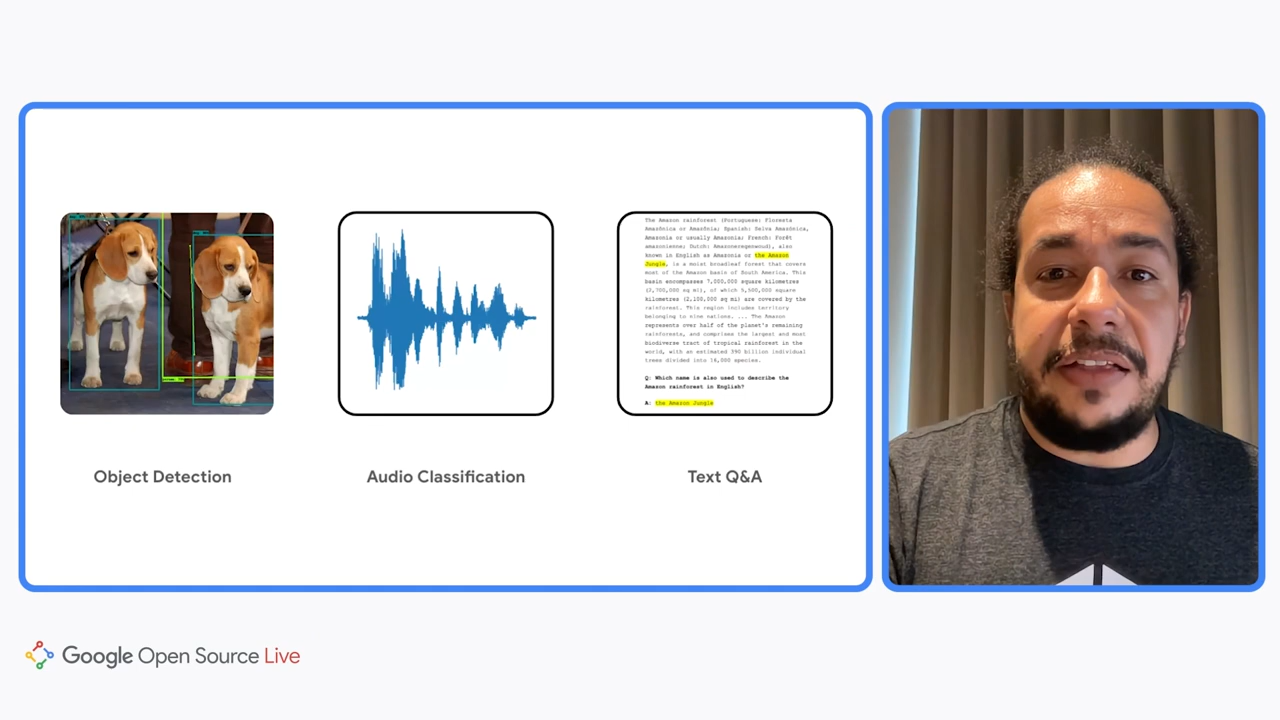 The Amazon rainforest (Portuguese: Floresta
Amazônica or Amazônia; Spanish: Selva Amazónica,
Amazonía or usually Amazonia; French: Forêt
amazonienne; Dutch: Amazoneregenwoud), also
known in English as Amazonia or the Amazon
Jungle, is a moist broadleaf forest that covers
most of the Amazon basin of South America. This
basin encompasses 7,000,000 square kilometres
(2,700,000 sq mi), of which 5,500,000 square
kilometres (2,100,000 sq mi) are covered by the
rainforest. This region includes territory
belonging to nine nations. ... The Amazon
represents over half of the planet's remaining
rainforests, and comprises the largest and most
biodiverse tract of tropical rainforest in the
world, with an estimated 390 billion individual
trees divided into 16,000 species.
Q: Which name is also used to describe the
Amazon rainforest in English?
A: the Amazon Jungle
Object Detection
Audio Classification
Text Q&A
Google Open Source Live